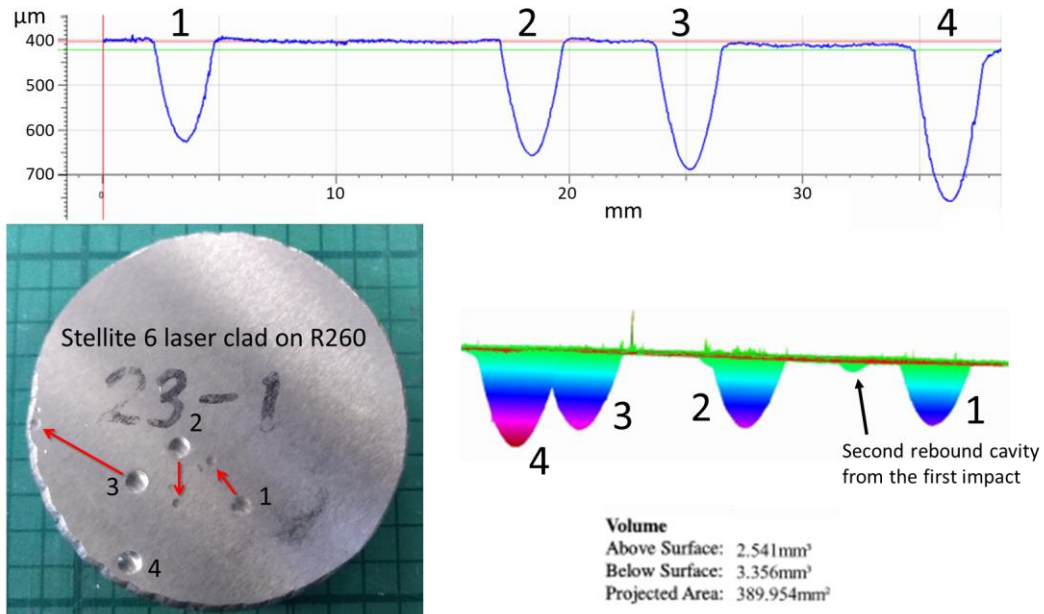 µm
1
2
3
4
400
500
600
700
0
10
20
30
mm
Stellite 6 laser clad on R260
23-1
2
3
1
4
4
3
2
1
Second rebound cavity
from the first impact
Volume
Above Surface: 2.541mm³
Below Surface: 3.356mm³
Projected Area: 389.954mm²